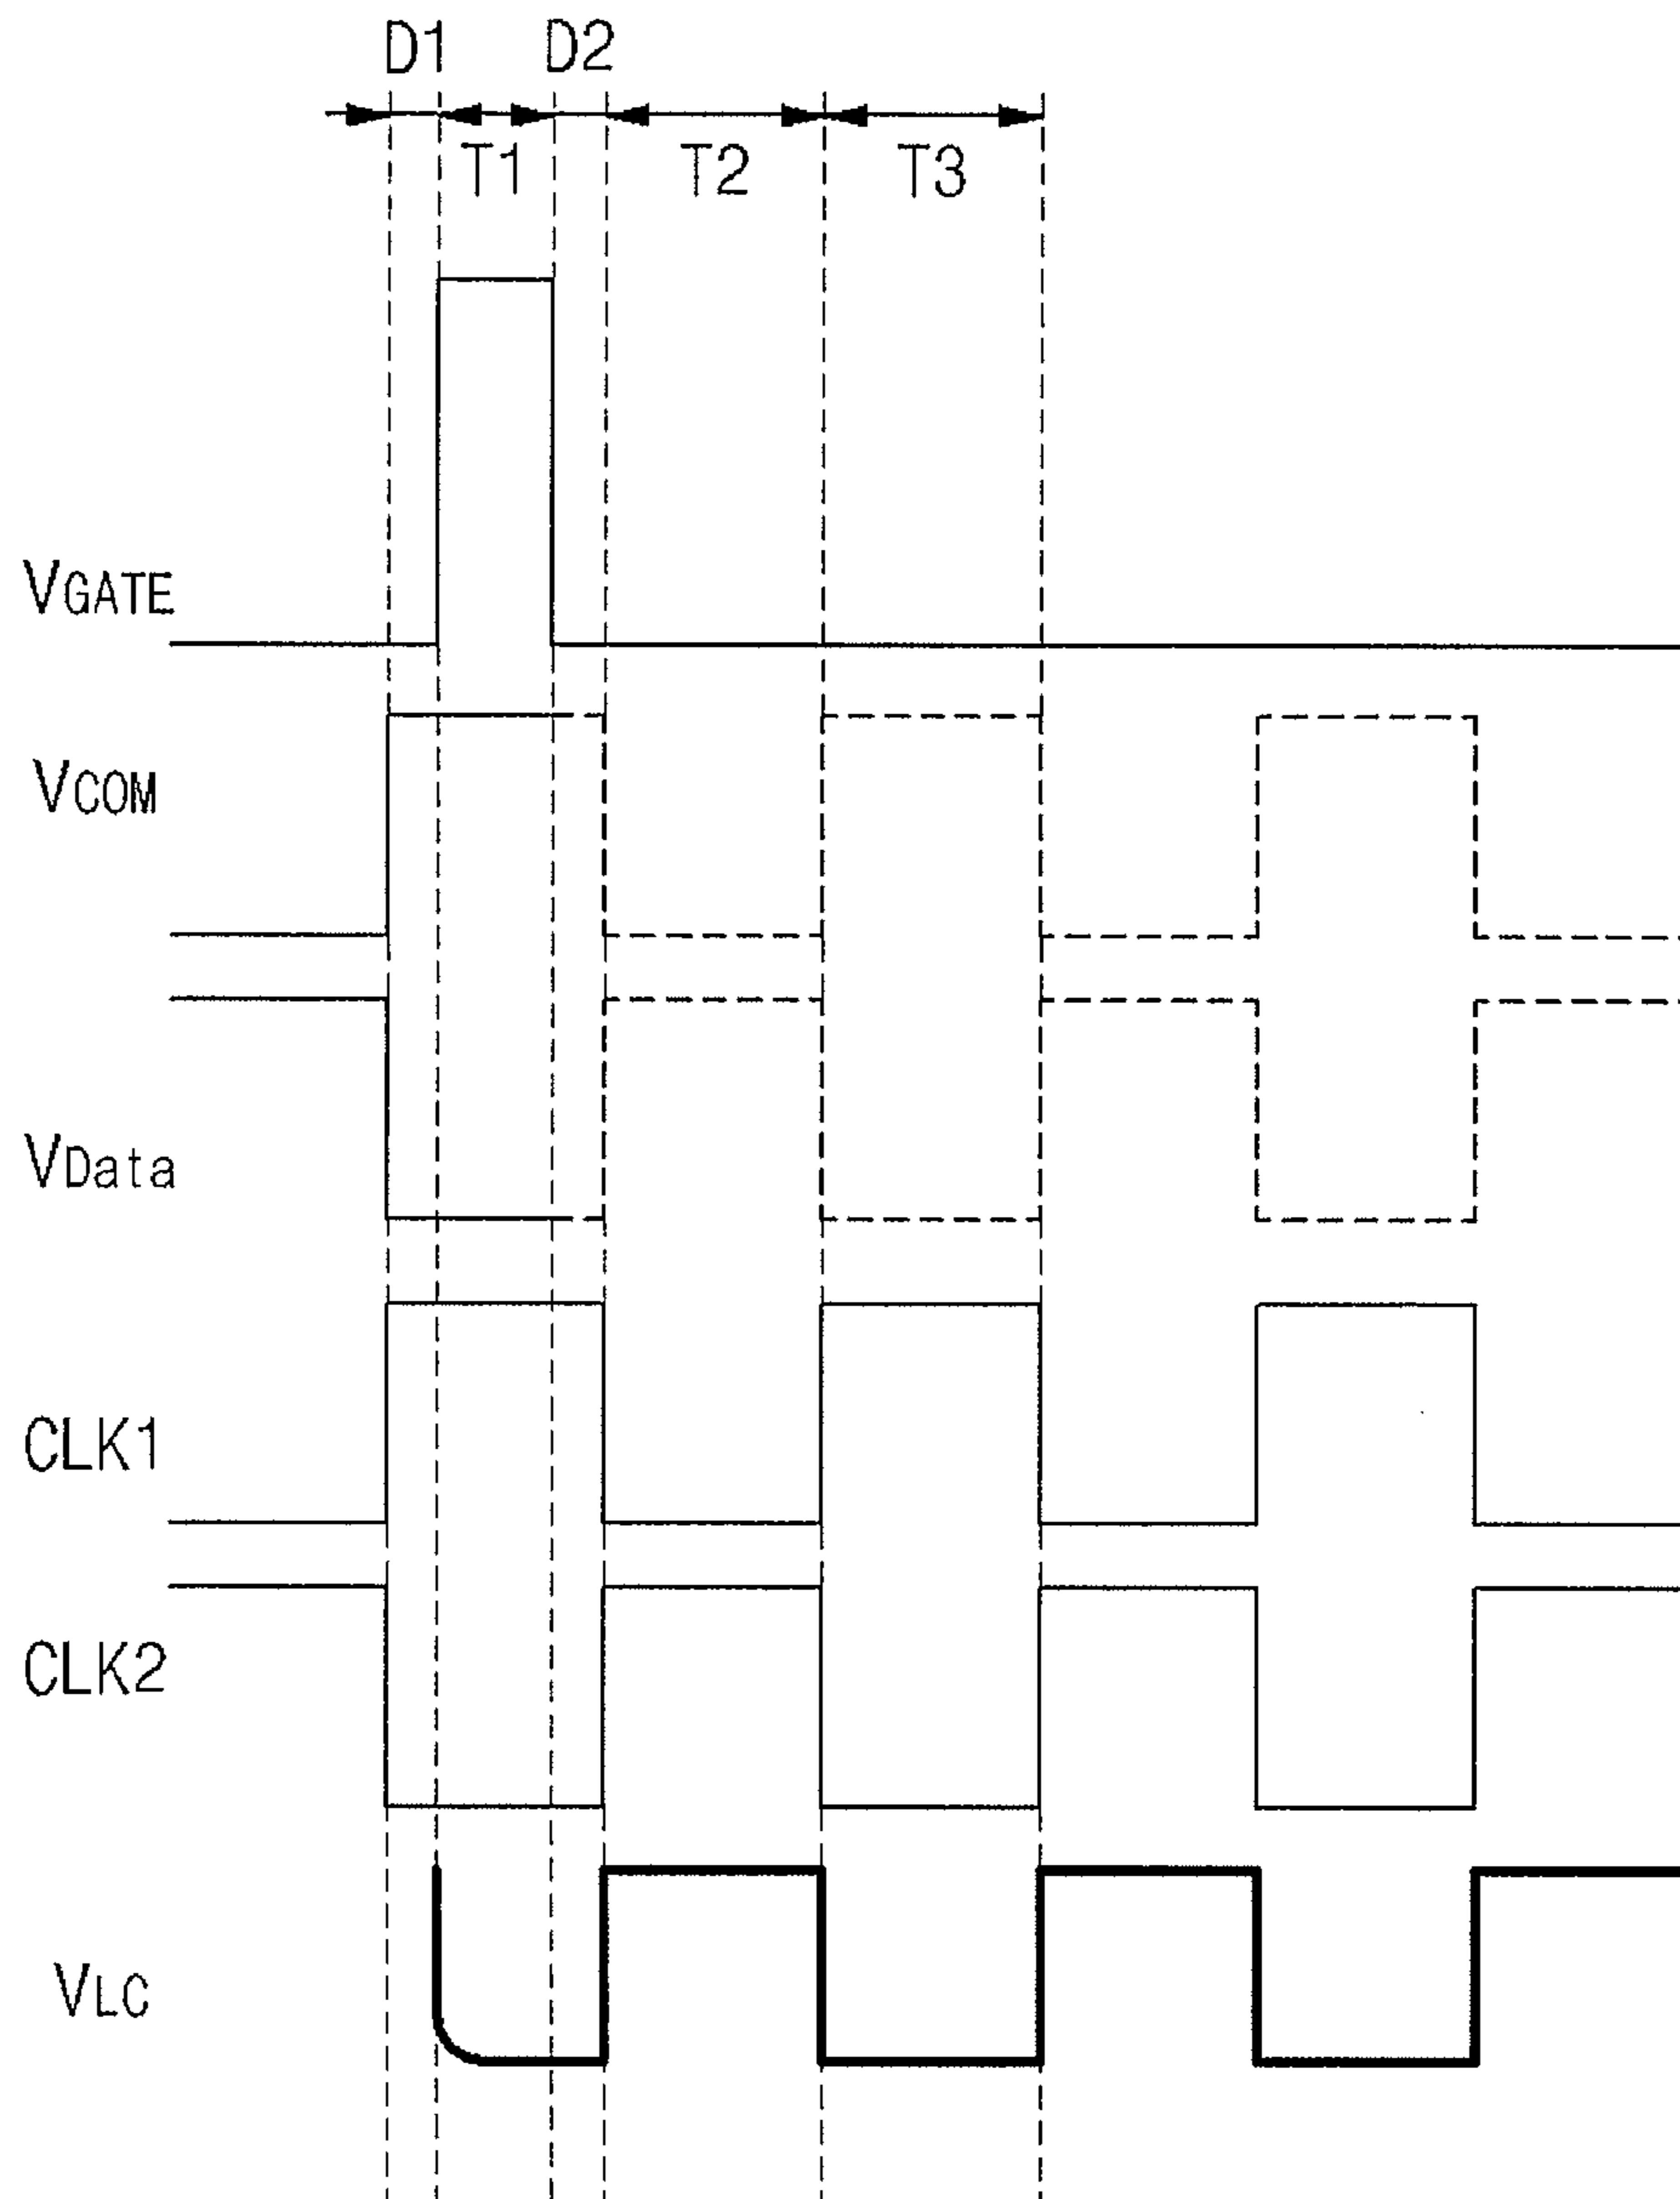 D1 D2
T1 T2 T3
VGATE
VCOM
VData
CLK1
CLK2
VLC